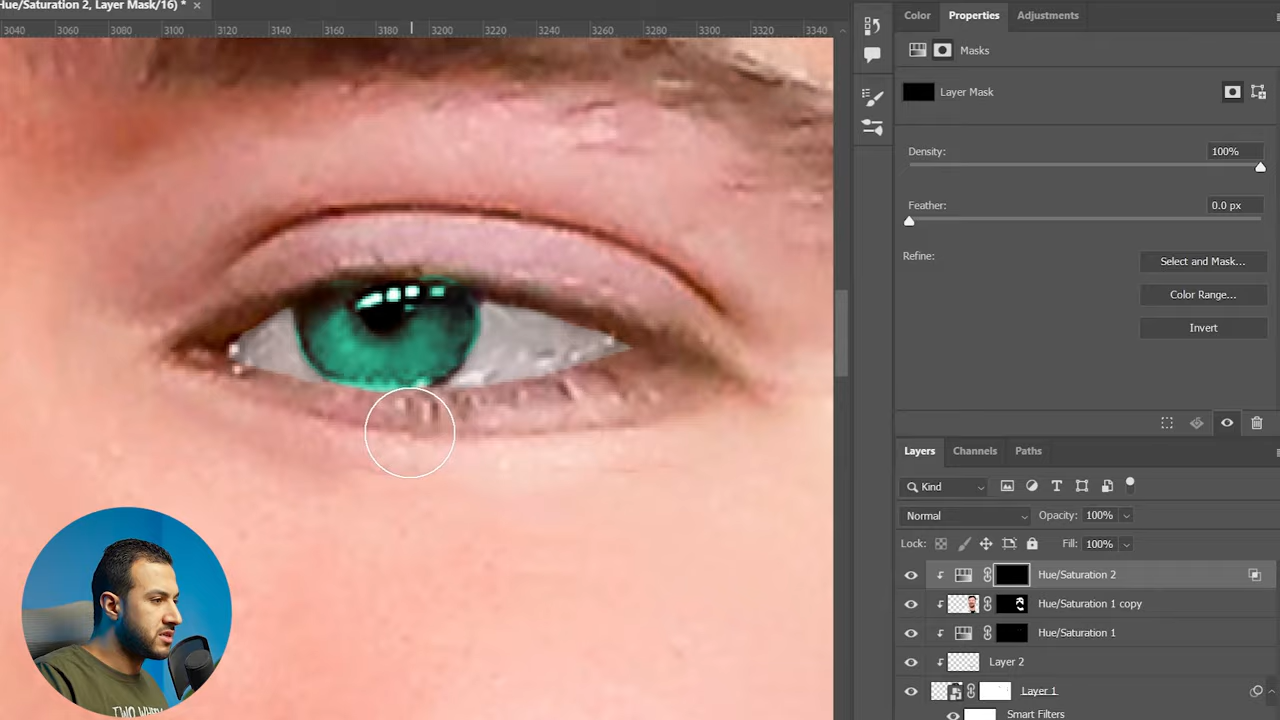 Hue/Saturation 2, Layer Mask/16) * ×
3040 3060 3080 3100 3120 3140 3160 3180 3200 3220 3240 3260 3280 3300 3320 3340
Color Properties Adjustments
Masks
Layer Mask
Density: 100%
Feather: 0.0 px
Refine: Select and Mask...
Color Range...
Invert
Layers Channels Paths
Kind
Normal Opacity: 100%
Lock: Fill: 100%
Hue/Saturation 2
Hue/Saturation 1 copy
Hue/Saturation 1
Layer 2
Layer 1
Smart Filters